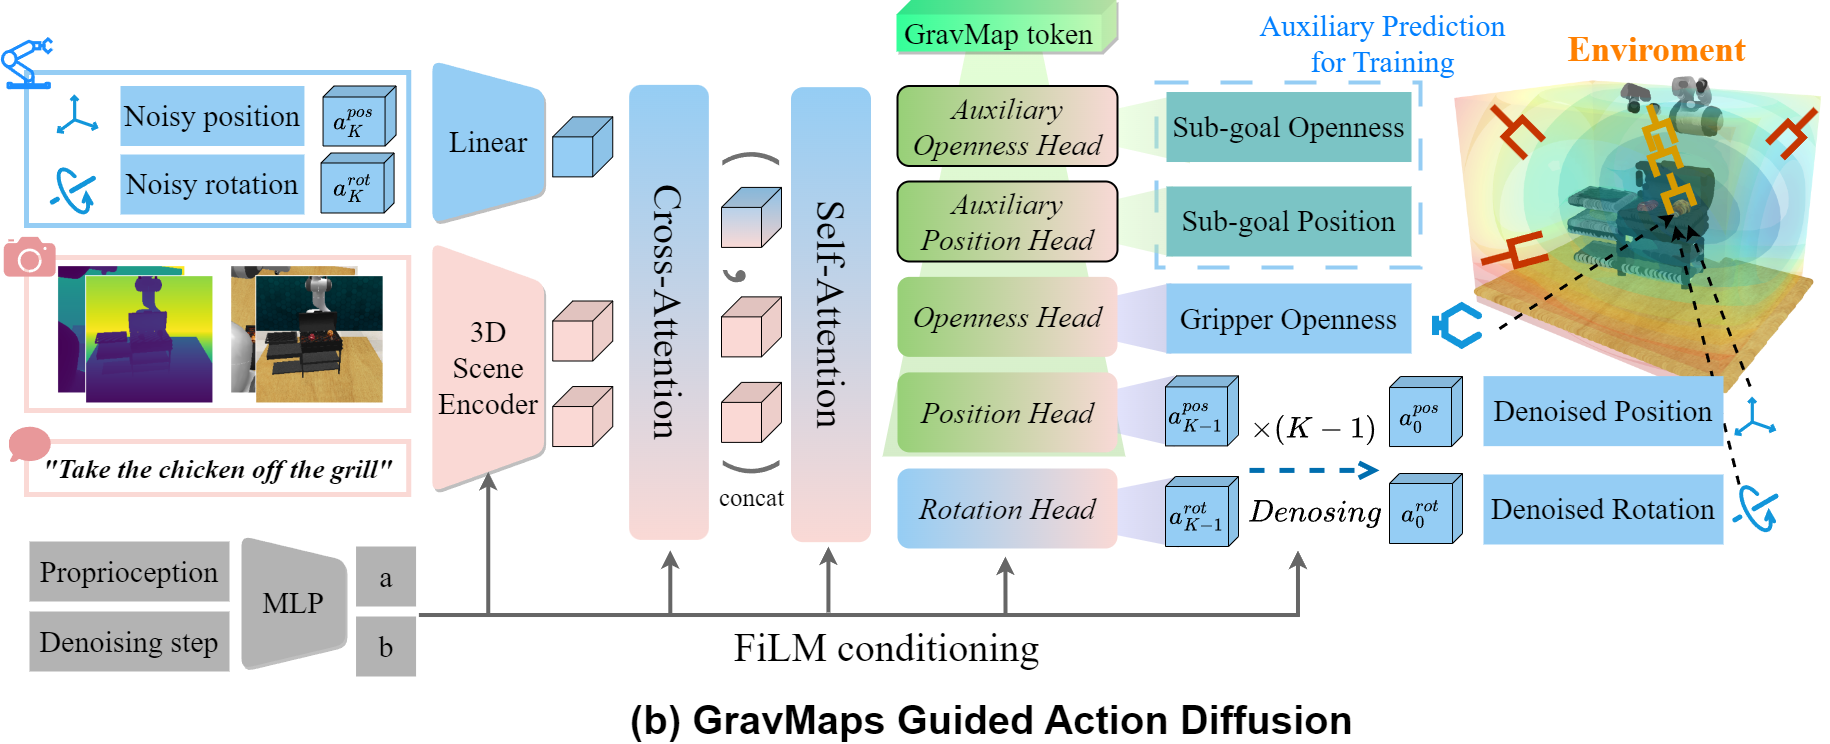 GravMap token
Auxiliary Prediction
for Training
Enviroment
Noisy position
a_K^{pos}
Noisy rotation
a_K^{rot}
Linear
3D
Scene
Encoder
"Take the chicken off the grill"
Proprioception
Denoising step
MLP
a
b
Cross-Attention
(
,
)
concat
Self-Attention
Auxiliary
Openness Head
Sub-goal Openness
Auxiliary
Position Head
Sub-goal Position
Openness Head
Gripper Openness
Position Head
a_{K-1}^{pos}
×(K − 1)
a_0^{pos}
Denoised Position
Rotation Head
a_{K-1}^{rot}
Denosing
a_0^{rot}
Denoised Rotation
FiLM conditioning
(b) GravMaps Guided Action Diffusion